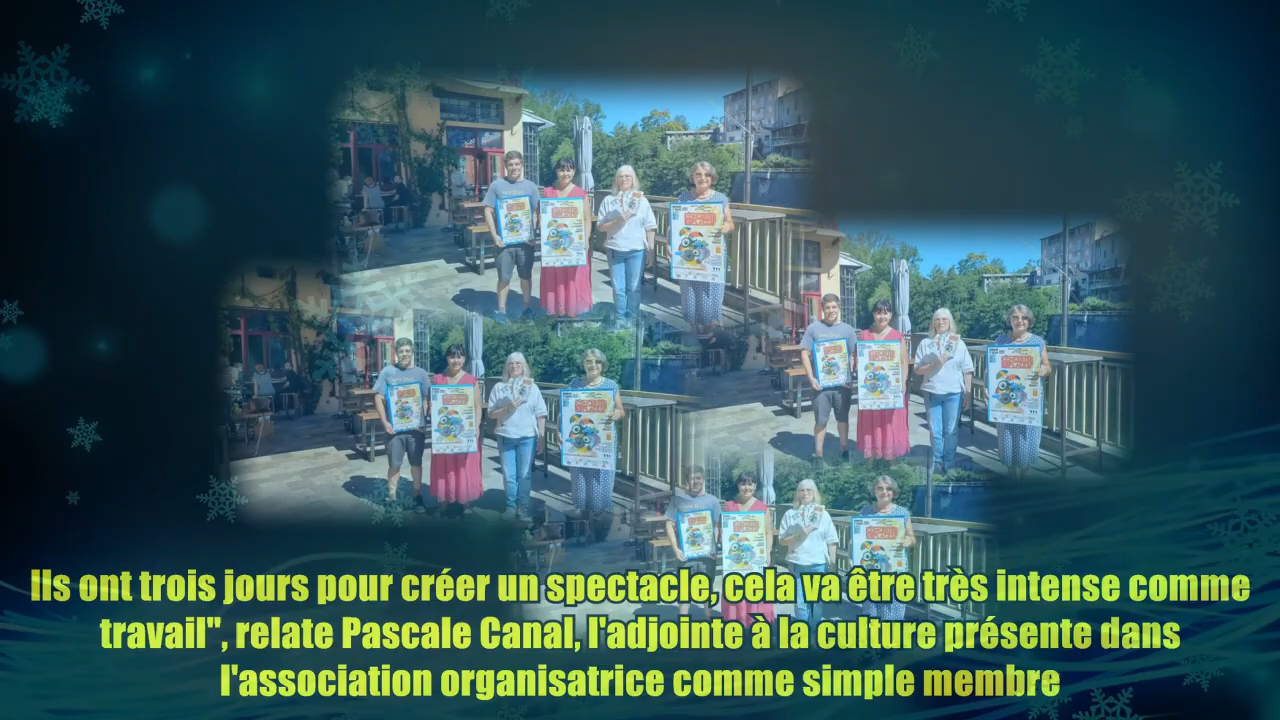 Ils ont trois jours pour créer un spectacle, cela va être très intense comme
travail", relate Pascale Canal, l'adjointe à la culture présente dans
l'association organisatrice comme simple membre